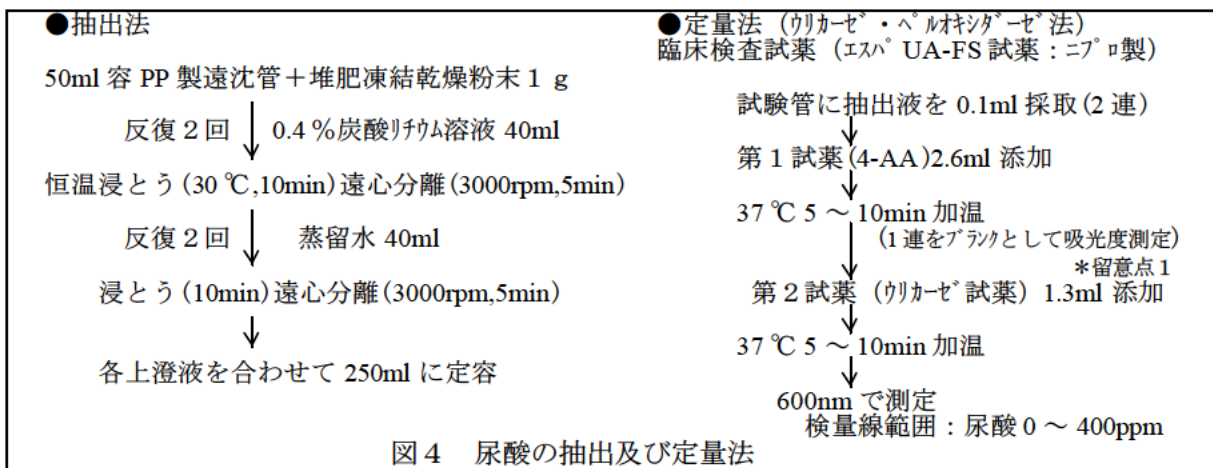 ●抽出法
50ml 容 PP 製遠沈管＋堆肥凍結乾燥粉末１ｇ
反復２回 0.4％炭酸ﾘﾁｳﾑ溶液 40ml
恒温浸とう(30 ℃,10min)遠心分離(3000rpm,5min)
反復２回 蒸留水 40ml
浸とう(10min)遠心分離(3000rpm,5min)
各上澄液を合わせて 250ml に定容
●定量法（ｳﾘｶｰｾﾞ・ﾍﾟﾙｵｷｼﾀﾞｰｾﾞ法）
臨床検査試薬（ｴｽﾊﾟ UA-FS 試薬：ﾆﾌﾟﾛ製）
試験管に抽出液を 0.1ml 採取(２連)
第１試薬(4-AA)2.6ml 添加
37 ℃ 5 ～ 10min 加温
(１連をﾌﾞﾗﾝｸとして吸光度測定)
＊留意点１
第２試薬（ｳﾘｶｰｾﾞ試薬）1.3ml 添加
37 ℃ 5 ～ 10min 加温
600nm で測定
検量線範囲：尿酸 0 ～ 400ppm
図４　尿酸の抽出及び定量法